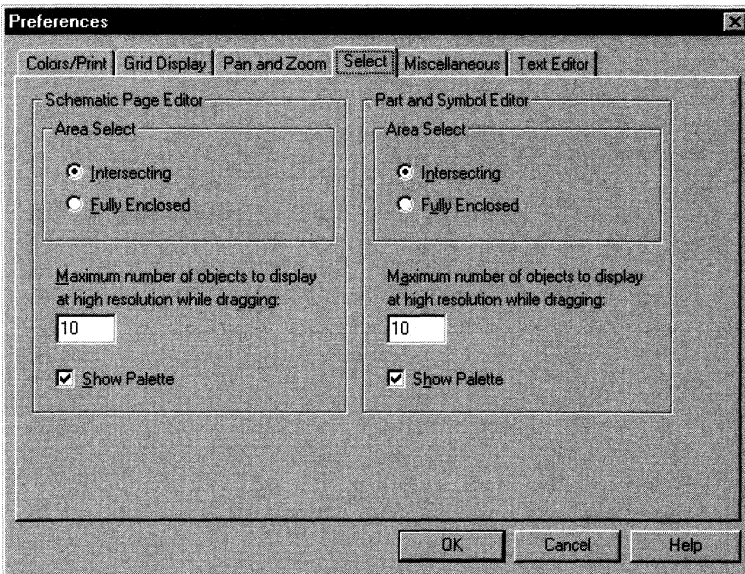 Preferences
Colors/Print Grid Display Pan and Zoom Select Miscellaneous Text Editor
Schematic Page Editor
Area Select
Intersecting
Fully Enclosed
Maximum number of objects to display
at high resolution while dragging:
10
Show Palette
Part and Symbol Editor
Area Select
Intersecting
Fully Enclosed
Maximum number of objects to display
at high resolution while dragging:
10
Show Palette
OK Cancel Help